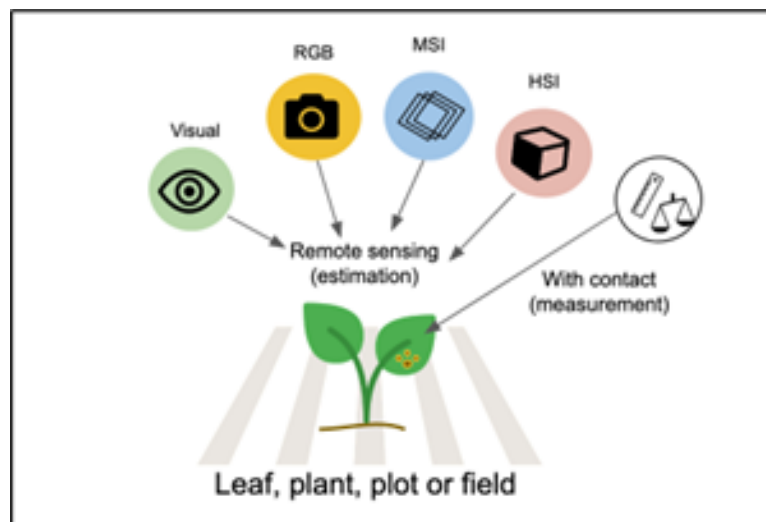 MSI
RGB
HSI
Visual
Remote sensing
(estimation)
With contact
(measurement)
Leaf, plant, plot or field